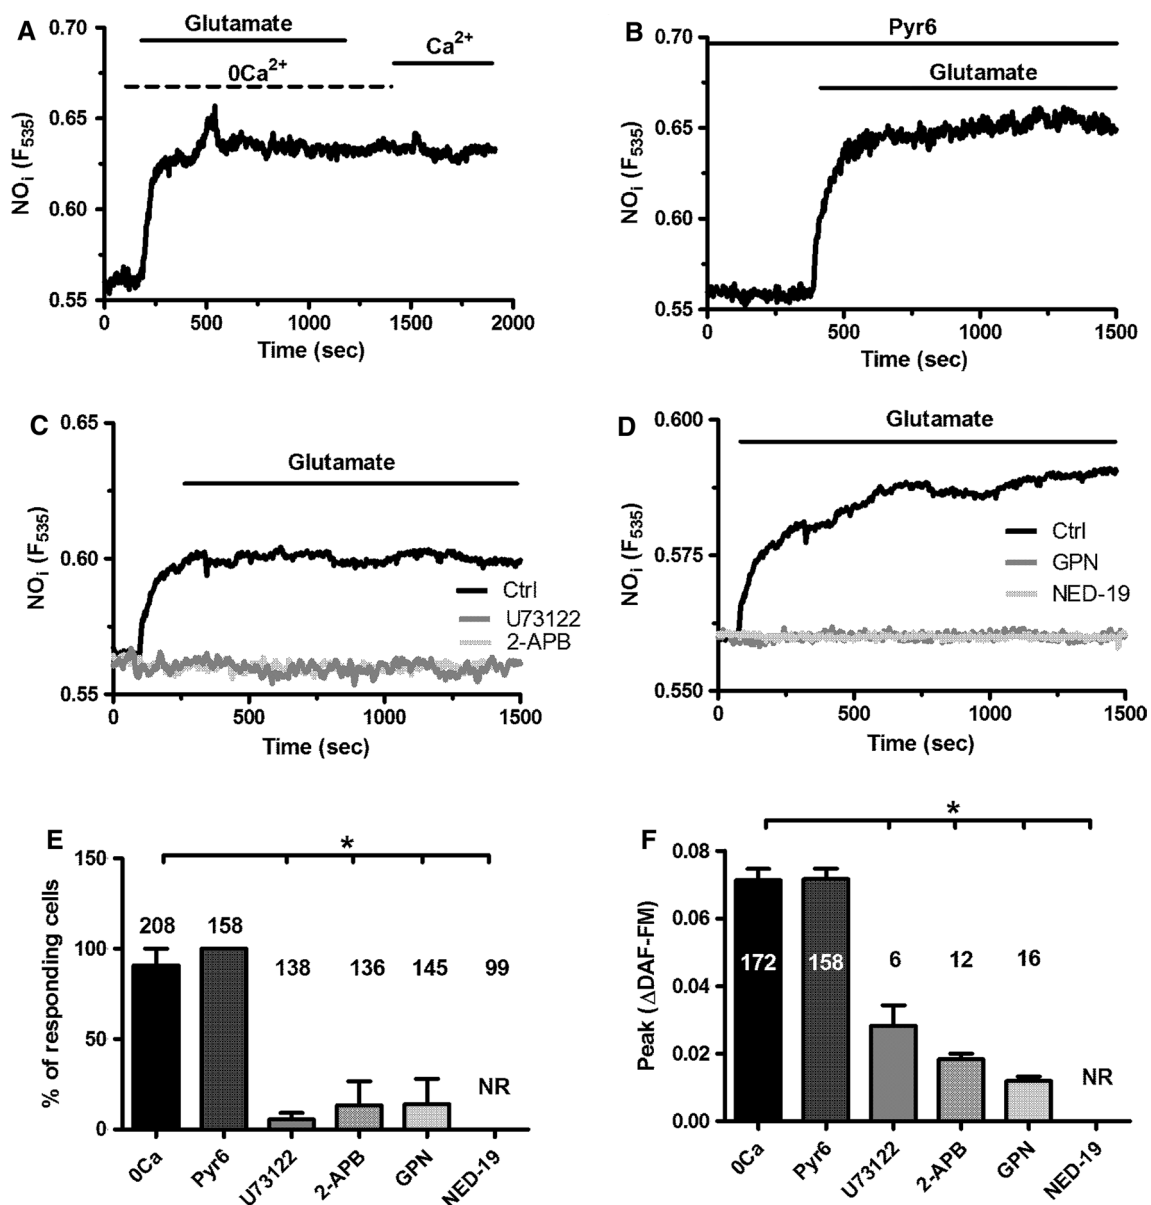 A
0.70
0.65
0.60
0.55
NOi (F535)
Glutamate
0Ca2+
Ca2+
0
500
1000
1500
2000
Time (sec)
B
0.70
0.65
0.60
0.55
NOi (F535)
Pyr6
Glutamate
0
500
1000
1500
Time (sec)
C
0.65
0.60
0.55
NOi (F535)
Glutamate
Ctrl
U73122
2-APB
0
500
1000
1500
Time (sec)
D
0.600
0.575
0.550
NOi (F535)
Glutamate
Ctrl
GPN
NED-19
0
500
1000
1500
Time (sec)
E
*
150
100
50
0
% of responding cells
208
158
138
136
145
99
NR
0Ca
Pyr6
U73122
2-APB
GPN
NED-19
F
*
0.08
0.06
0.04
0.02
0.00
Peak (ΔDAF-FM)
172
158
6
12
16
NR
0Ca
Pyr6
U73122
2-APB
GPN
NED-19